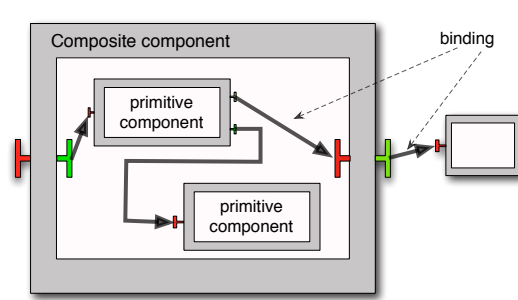 Composite component
binding
primitive
component
primitive
component